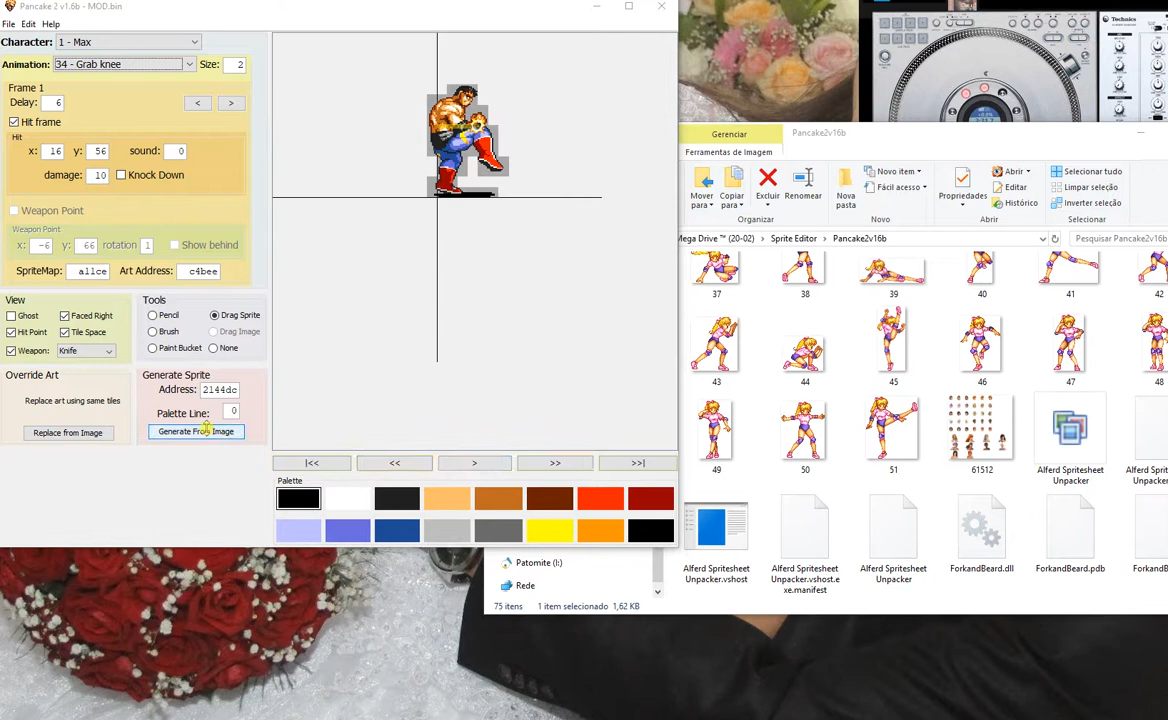 Pancake 2 v1.6b - MOD.bin
File Edit Help
Character: 1 - Max
Animation: 34 - Grab knee Size: 2
Frame 1
Delay: 6 < >
Hit frame
Hit
x: 16 y: 56 sound: 0
damage: 10 Knock Down
Weapon Point
Weapon Point
x: -6 y: 66 rotation 1 Show behind
SpriteMap: a11ce Art Address: c4bee
View
Ghost Faced Right
Hit Point Tile Space
Weapon: Knife
Tools
Pencil Drag Sprite
Brush Drag Image
Paint Bucket None
Override Art
Replace art using same tiles
Replace from Image
Generate Sprite
Address: 2144dc
Palette Line: 0
Generate From Image
|<< << > >> >>|
Palette
Technics
Gerenciar Pancake2v16b
Ferramentas de Imagem
Mover para Copiar para Excluir Renomear
Organizar
Nova pasta Novo item
Fácil acesso
Novo
Propriedades Abrir
Editar
Histórico
Abrir
Selecionar tudo
Limpar seleção
Inverter seleção
Selecionar
Mega Drive ™ (20-02) Sprite Editor Pancake2v16b Pesquisar Pancake2v16b
37 38 39 40 41 42
43 44 45 46 47 48
49 50 51 61512 Alferd Spritesheet Unpacker Alferd Sprites Unpacke
Alferd Spritesheet Unpacker.vshost
Alferd Spritesheet Unpacker.vshost.exe.manifest
Alferd Spritesheet Unpacker
ForkandBeard.dll
ForkandBeard.pdb
ForkandBeard
Patomite (I:)
Rede
75 itens 1 item selecionado 1,62 KB